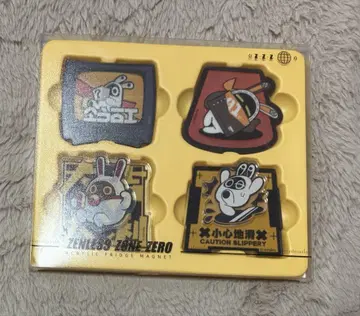 ZENLESS ZONE ZERO
ACRYLIC FRIDGE MAGNET
小心地滑
CAUTION SLIPPERY